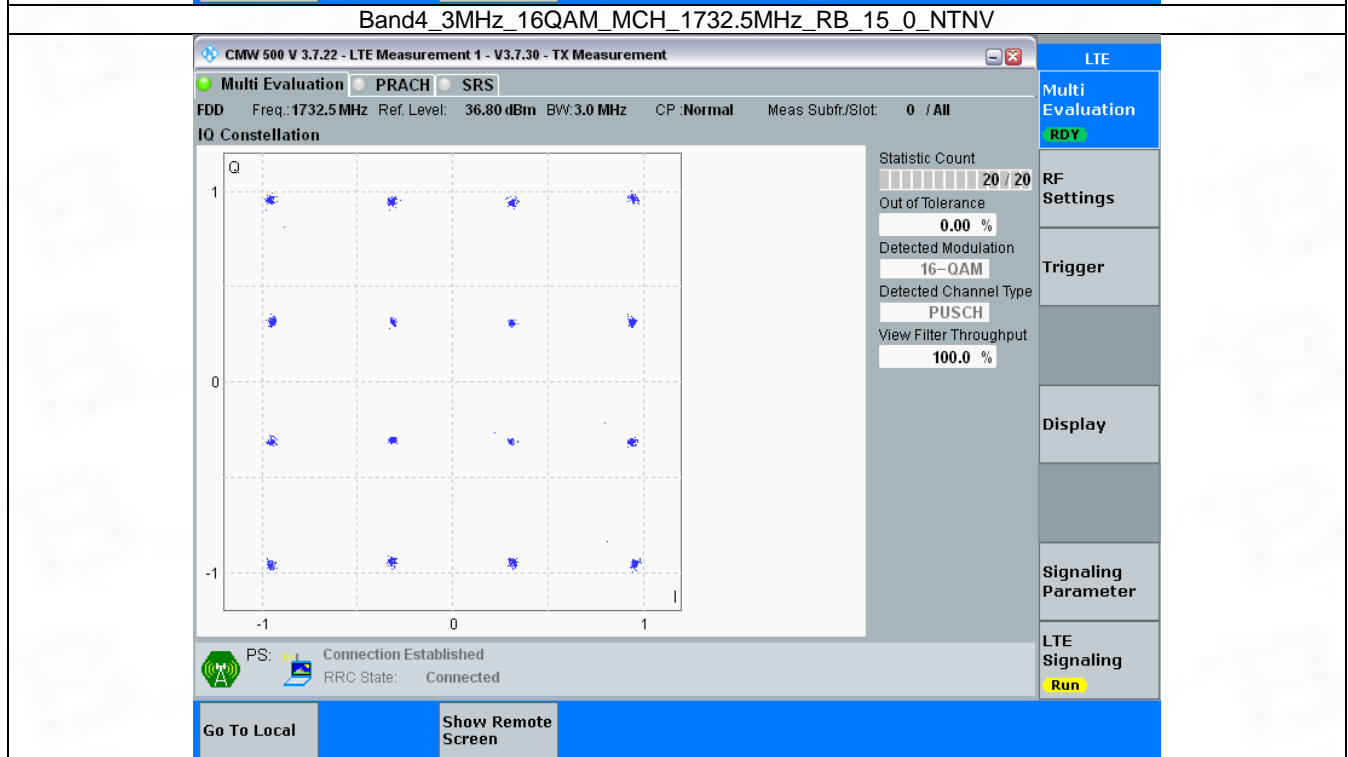 Band4_3MHz_16QAM_MCH_1732.5MHz_RB_15_0_NTNV
CMW 500 V 3.7.22 - LTE Measurement 1 - V3.7.30 - TX Measurement
LTE
Multi Evaluation PRACH SRS
Multi
Evaluation
RDY
FDD Freq.:1732.5 MHz Ref. Level: 36.80 dBm BW:3.0 MHz CP :Normal Meas Subfr./Slot: 0 / All
IQ Constellation
Q
1
0
-1
I
-1 0 1
Statistic Count
20 / 20
Out of Tolerance
0.00 %
Detected Modulation
16-QAM
Detected Channel Type
PUSCH
View Filter Throughput
100.0 %
RF
Settings
Trigger
Display
Signaling
Parameter
LTE
Signaling
Run
PS: Connection Established
RRC State: Connected
Go To Local
Show Remote
Screen